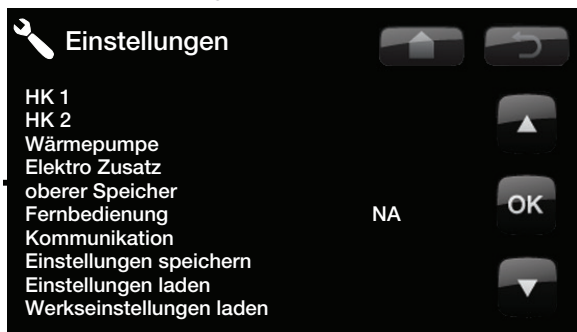 Einstellungen
HK 1
HK 2
Wärmepumpe
Elektro Zusatz
oberer Speicher
Fernbedienung NA
Kommunikation
Einstellungen speichern
Einstellungen laden
Werkseinstellungen laden
OK